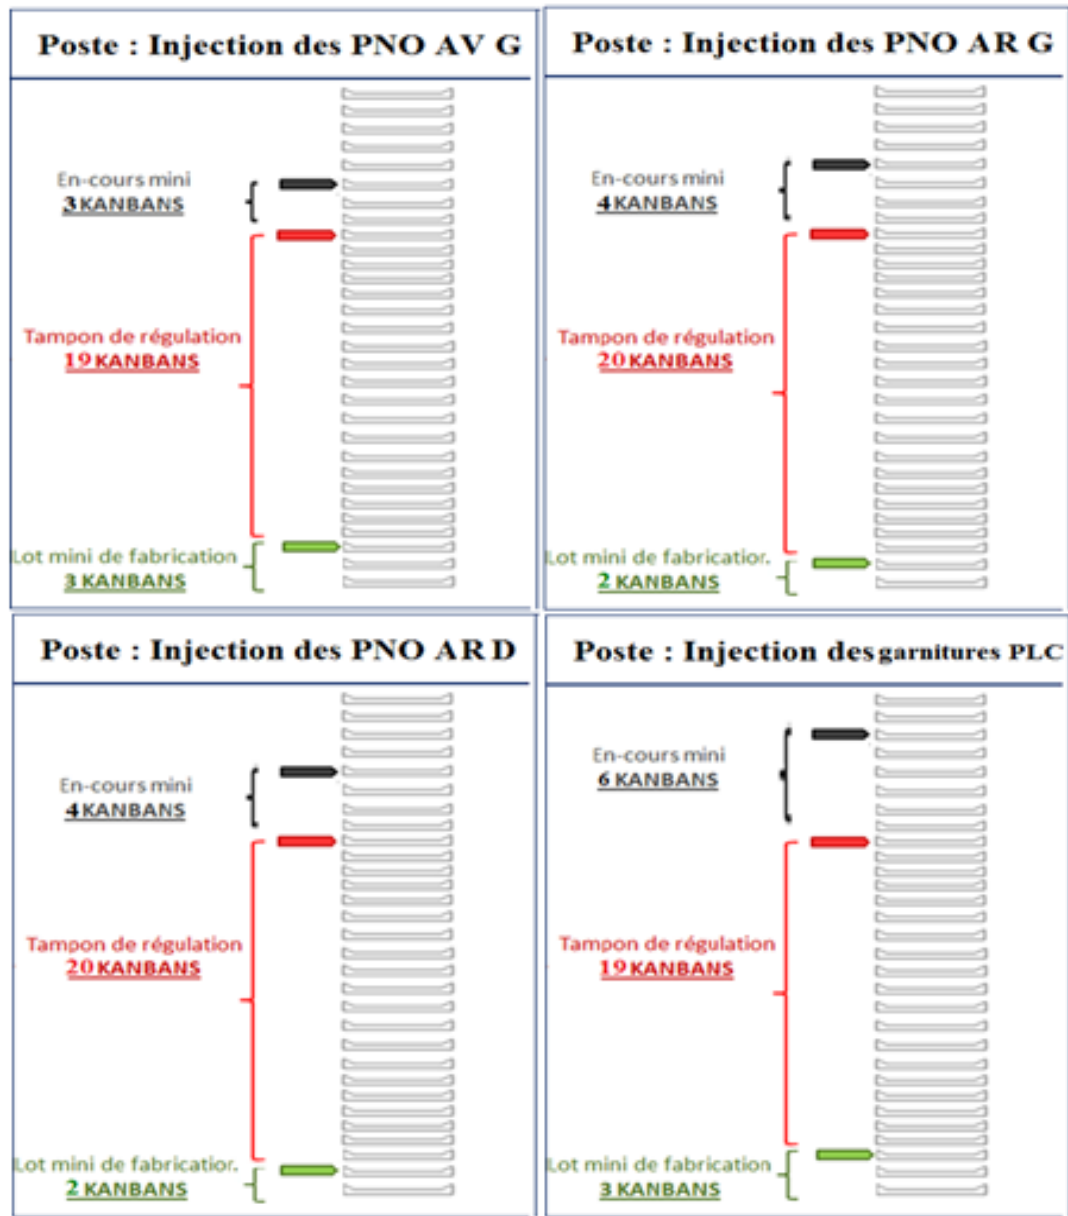 Poste : Injection des PNO AV G
En-cours mini
3 KANBANS
Tampon de régulation
19 KANBANS
Lot mini de fabrication
3 KANBANS
Poste : Injection des PNO AR G
En-cours mini
4 KANBANS
Tampon de régulation
20 KANBANS
Lot mini de fabricatior.
2 KANBANS
Poste : Injection des PNO AR D
En-cours mini
4 KANBANS
Tampon de régulation
20 KANBANS
Lot mini de fabricatior.
2 KANBANS
Poste : Injection des garnitures PLC
En-cours mini
6 KANBANS
Tampon de régulation
19 KANBANS
Lot mini de fabrication
3 KANBANS